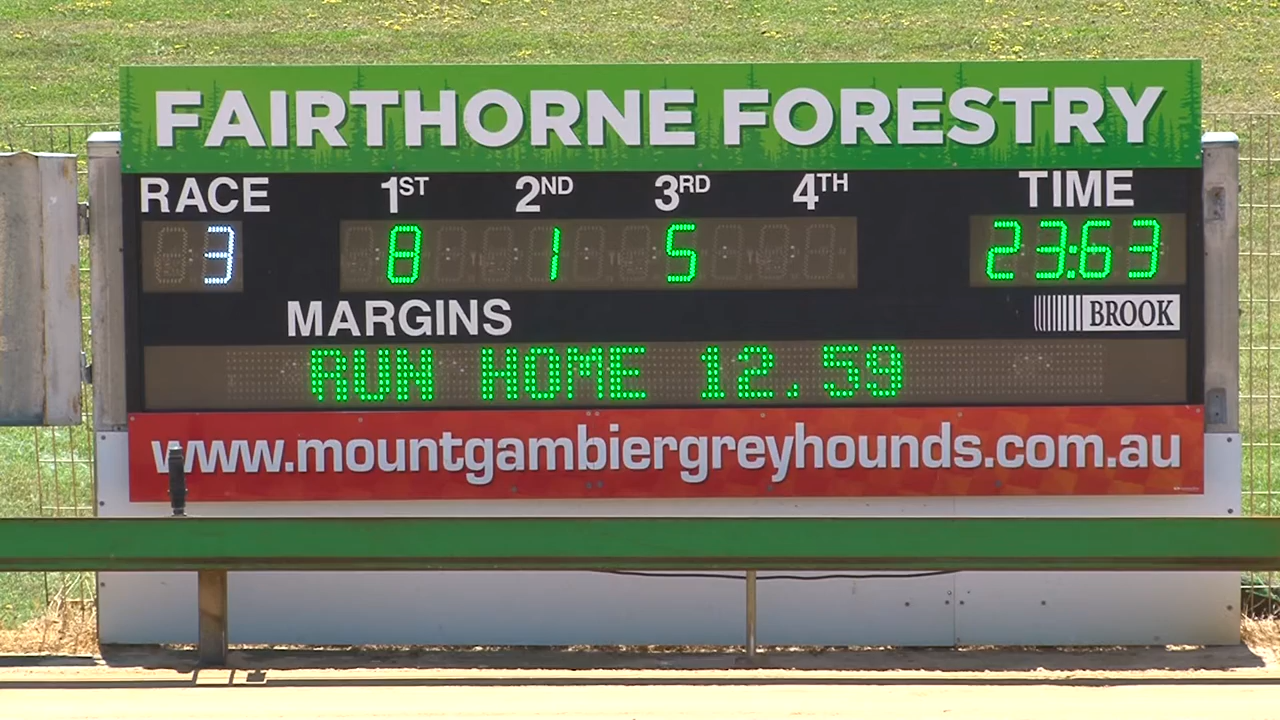 FAIRTHORNE FORESTRY
RACE 1ST 2ND 3RD 4TH TIME
3 8 1 5 23:63
MARGINS BROOK
RUN HOME 12.59
www.mountgambiergreyhounds.com.au